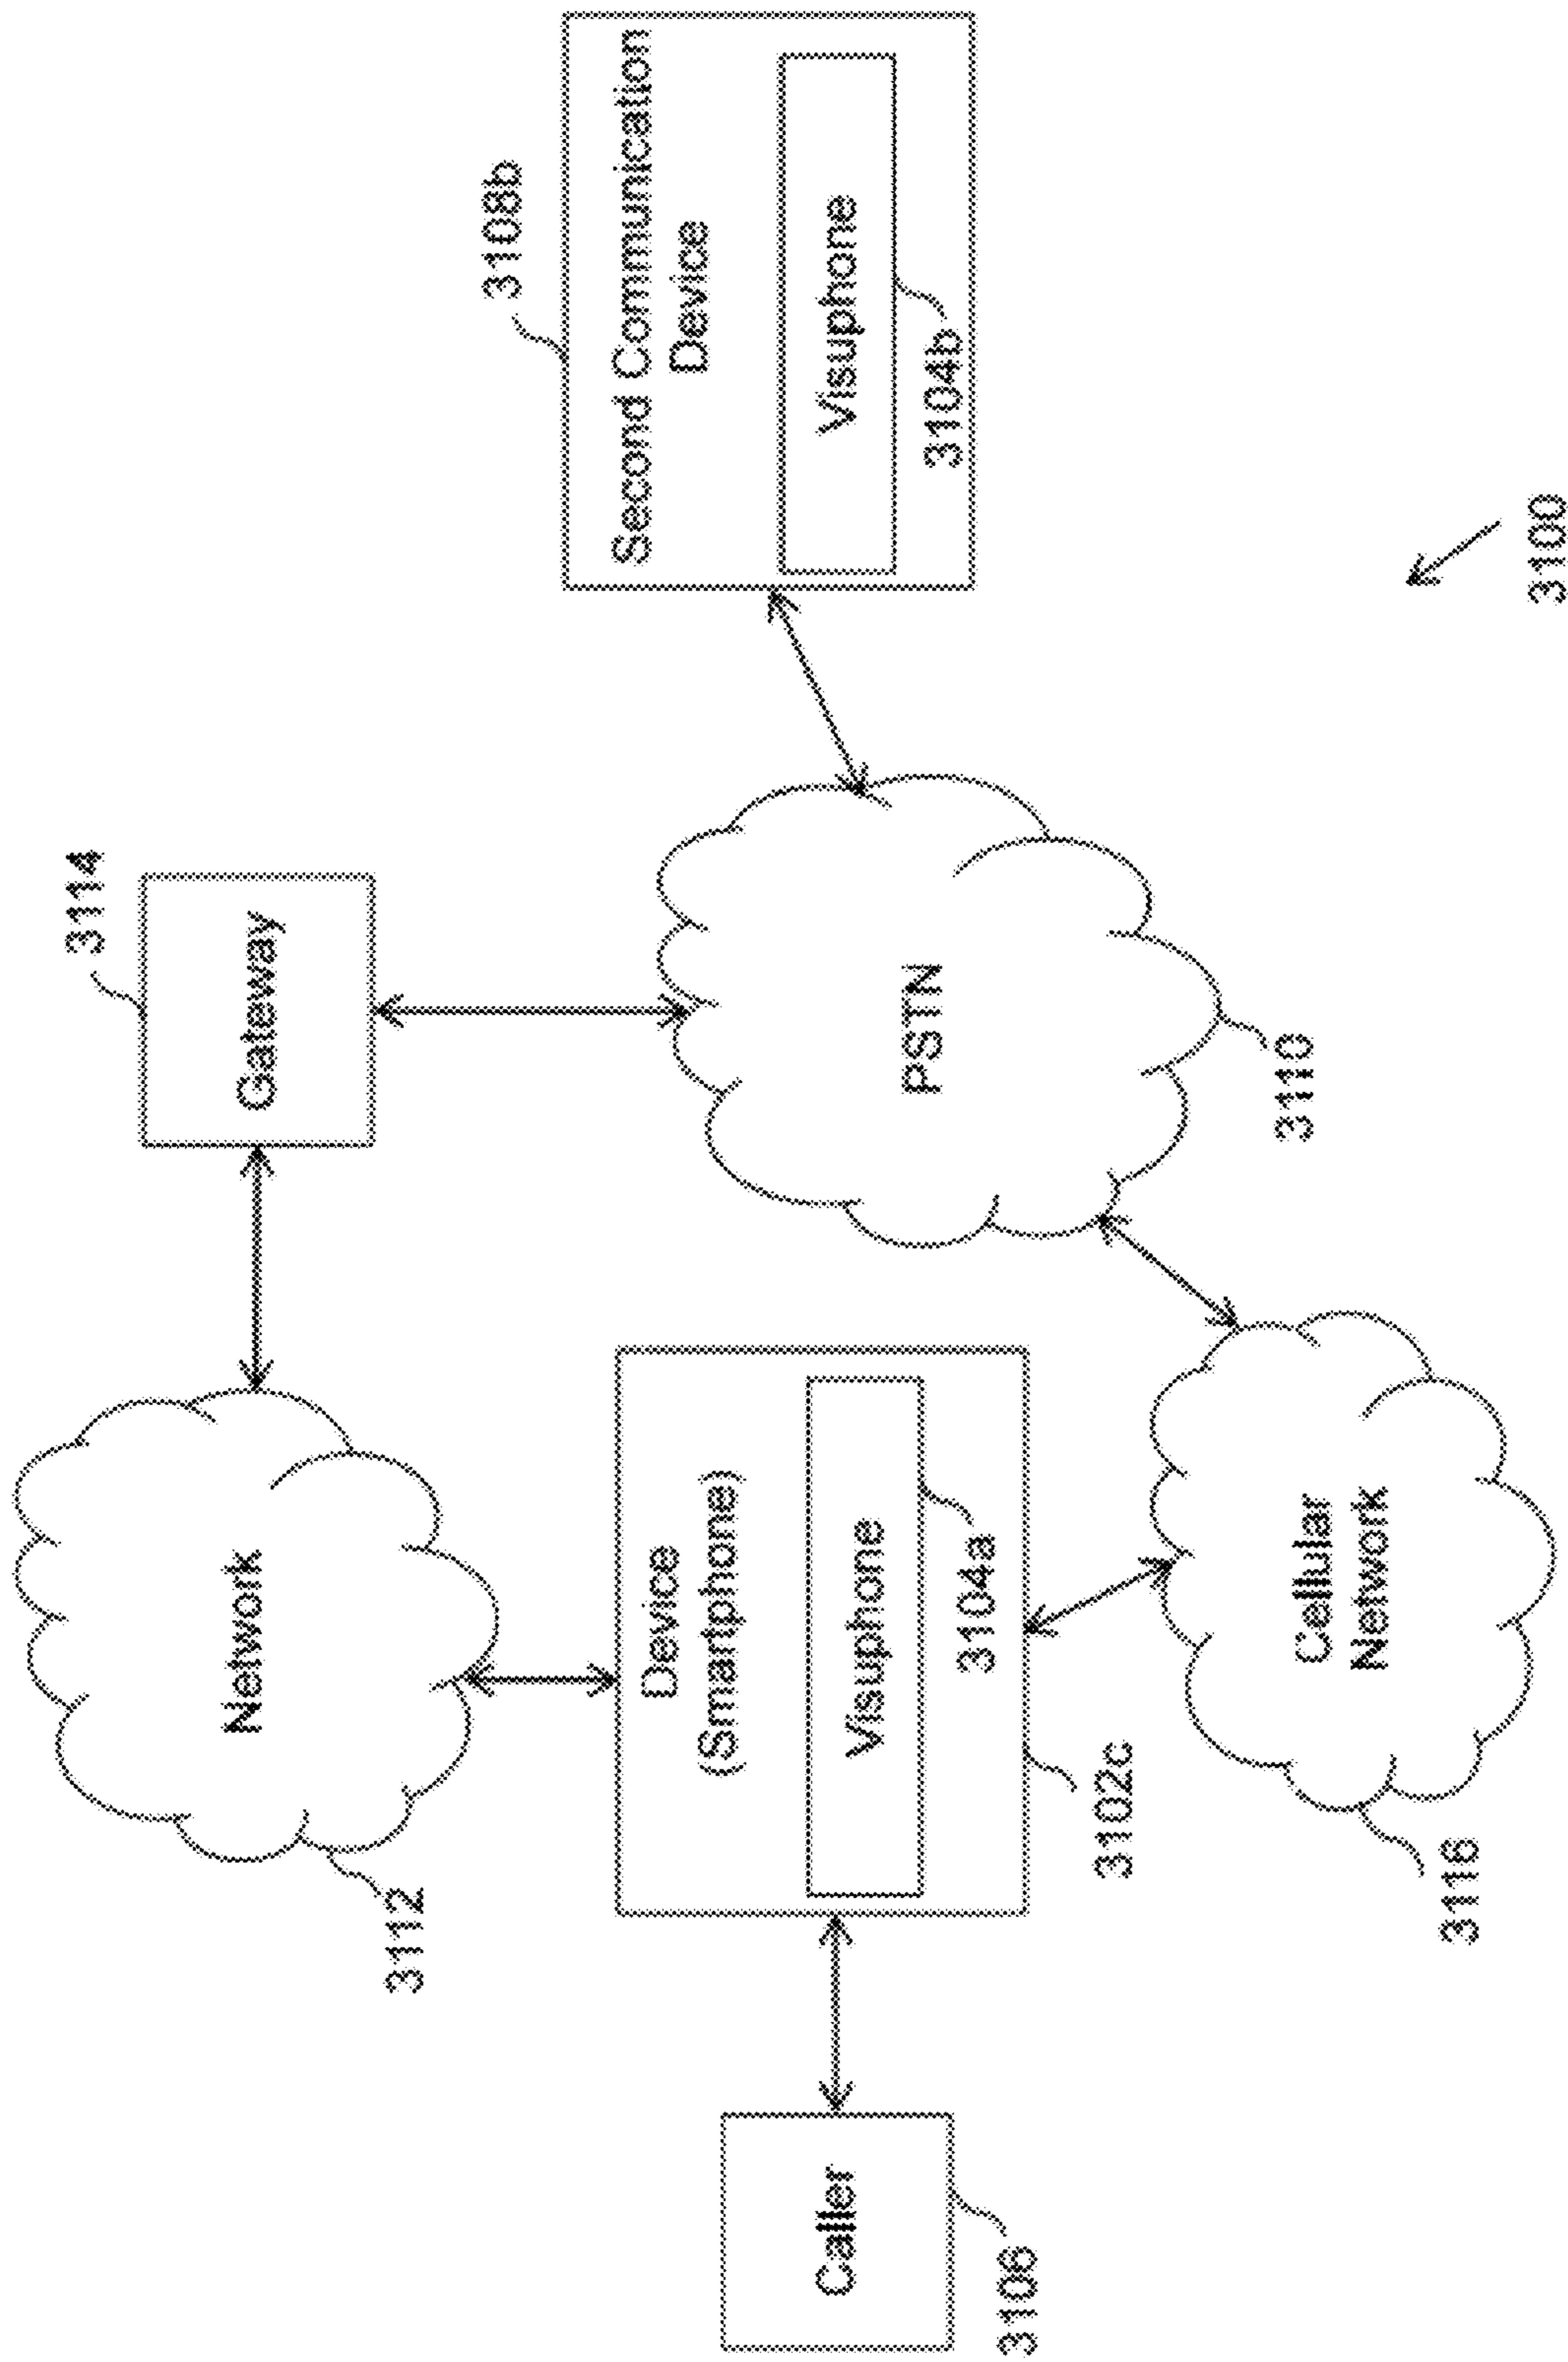 3112
Network
3114
Gateway
3108b
Second Communication
Device
Visuphone
3104b
Caller
3106
Device
(Smartphone)
Visuphone
3104a
3102c
PSTN
3110
Cellular
Network
3116
3100